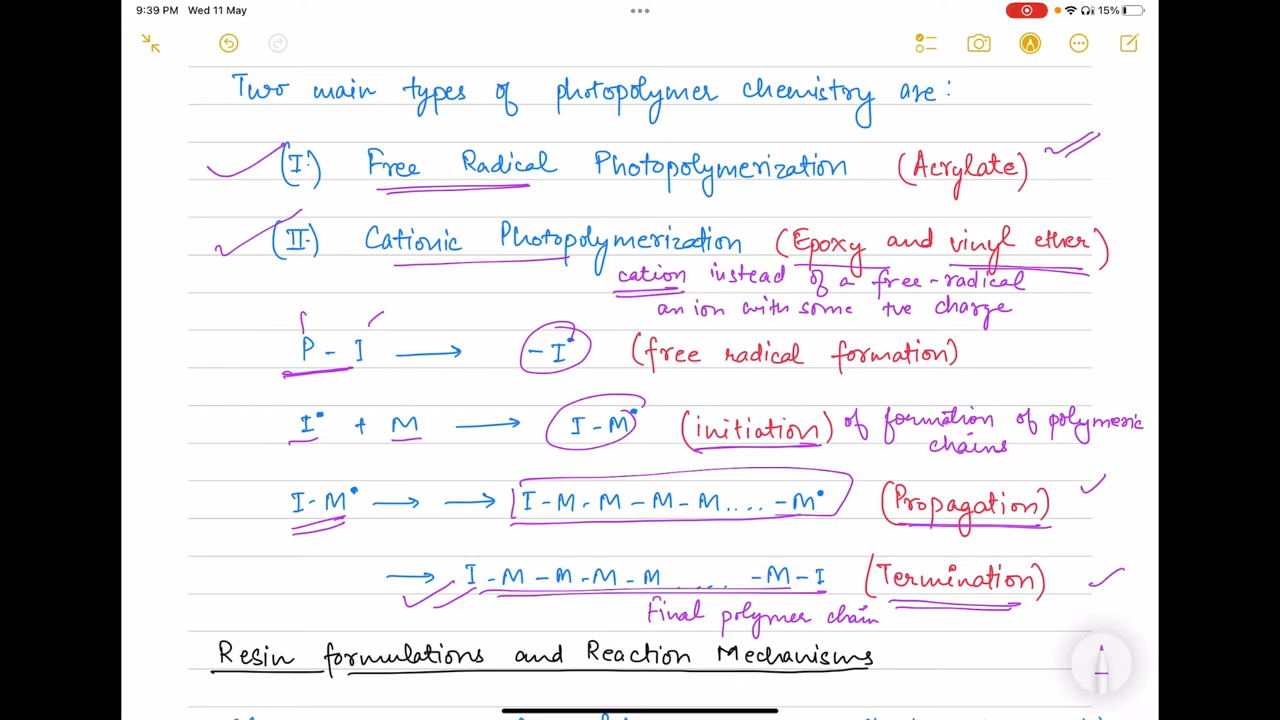 9:39 PM Wed 11 May
15%
Two main types of photopolymer chemistry are:
(I.) Free Radical Photopolymerization (Acrylate)
(II.) Cationic Photopolymerization (Epoxy and vinyl ether)
cation instead of a free-radical
an ion with some +ve charge
P - I → - I• (free radical formation)
I• + M → I - M• (initiation) of formation of polymeric
chains
I - M• → → I - M - M - M - M .... - M• (Propagation)
→ I - M - M - M - M ...... - M - I (Termination)
Final polymer chain
Resin formulations and Reaction Mechanisms